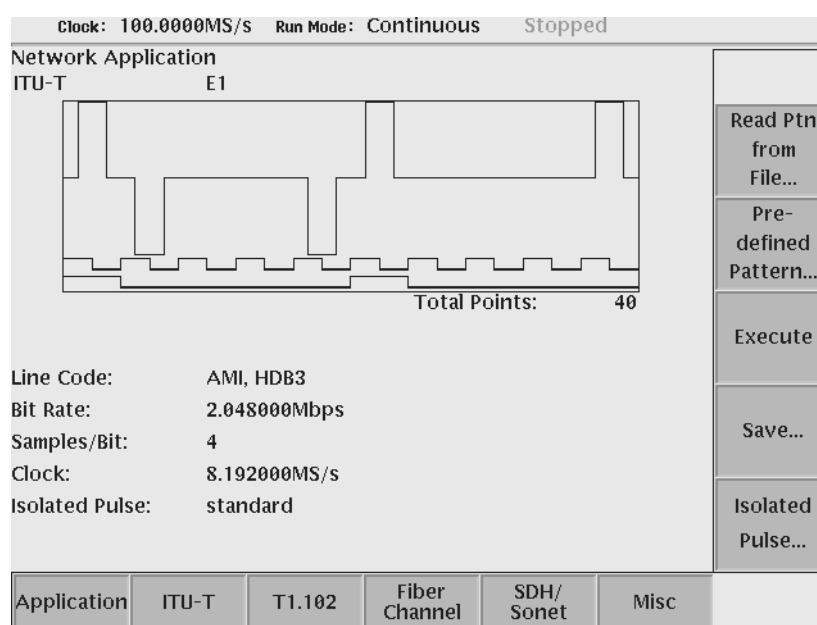 Clock: 100.0000MS/s Run Mode: Continuous Stopped
Network Application
ITU-T E1
Total Points: 40
Line Code: AMI, HDB3
Bit Rate: 2.048000Mbps
Samples/Bit: 4
Clock: 8.192000MS/s
Isolated Pulse: standard
Read Ptn
from
File...
Pre-
defined
Pattern...
Execute
Save...
Isolated
Pulse...
Application ITU-T T1.102 Fiber Channel SDH/ Sonet Misc